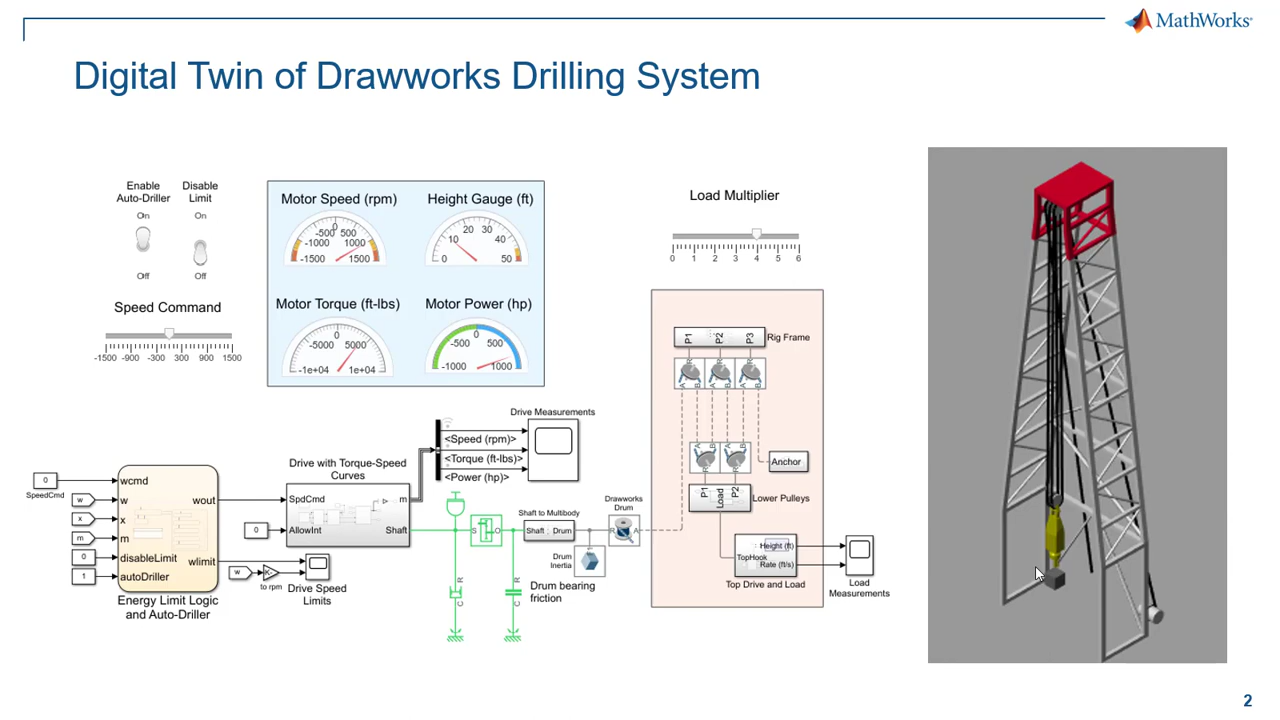 MathWorks
Digital Twin of Drawworks Drilling System
Enable
Auto-Driller
Disable
Limit
On
On
Off
Off
Speed Command
-1500 -900 -300 300 900 1500
Motor Speed (rpm)
-1500 -1000 -500 0 500 1000 1500
Height Gauge (ft)
0 10 20 30 40 50
Motor Torque (ft-lbs)
-1e+04 -5000 0 5000 1e+04
Motor Power (hp)
-1000 -500 0 500 1000
Load Multiplier
0 1 2 3 4 5 6
P1 P2 P3
Rig Frame
R R R
A B A B A B
A B A B
R R
Anchor
P1 Load P2
Lower Pulleys
TopHook
Height (ft)
Rate (ft/s)
Top Drive and Load
Load
Measurements
Drive Measurements
<Speed (rpm)>
<Torque (ft-lbs)>
<Power (hp)>
Drive with Torque-Speed
Curves
SpdCmd
AllowInt
m
Shaft
0
0
SpeedCmd
w
x
m
0
1
wcmd
w
x
m
disableLimit
autoDriller
wout
wlimit
Energy Limit Logic
and Auto-Driller
w
K-
to rpm
Drive Speed
Limits
S O
R
C
R
C
Shaft to Multibody
Shaft Drum
Drum
Inertia
Drawworks
Drum
R A
Drum bearing
friction
2